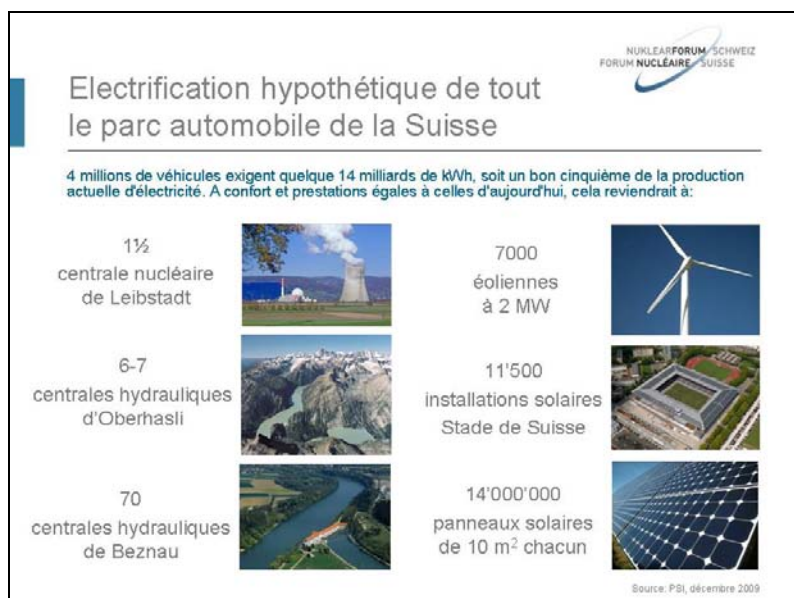 NUKLEARFORUM SCHWEIZ
FORUM NUCLÉAIRE SUISSE
Electrification hypothétique de tout
le parc automobile de la Suisse
4 millions de véhicules exigent quelque 14 milliards de kWh, soit un bon cinquième de la production
actuelle d'électricité. A confort et prestations égales à celles d'aujourd'hui, cela reviendrait à:
1½
centrale nucléaire
de Leibstadt
6-7
centrales hydrauliques
d'Oberhasli
70
centrales hydrauliques
de Beznau
7000
éoliennes
à 2 MW
11'500
installations solaires
Stade de Suisse
14'000'000
panneaux solaires
de 10 m² chacun
Source: PSI, décembre 2009